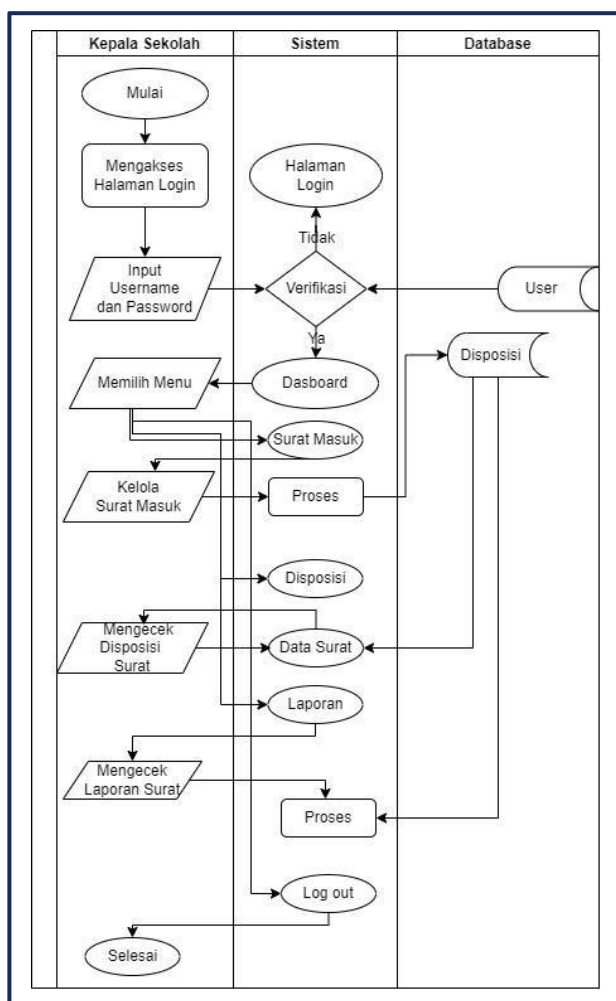 Kepala Sekolah
Sistem
Database
Mulai
Mengakses
Halaman Login
Halaman
Login
Tidak
Input
Username
dan Password
Verifikasi
User
Ya
Memilih Menu
Dasboard
Disposisi
Surat Masuk
Kelola
Surat Masuk
Proses
Disposisi
Mengecek
Disposisi
Surat
Data Surat
Laporan
Mengecek
Laporan Surat
Proses
Log out
Selesai